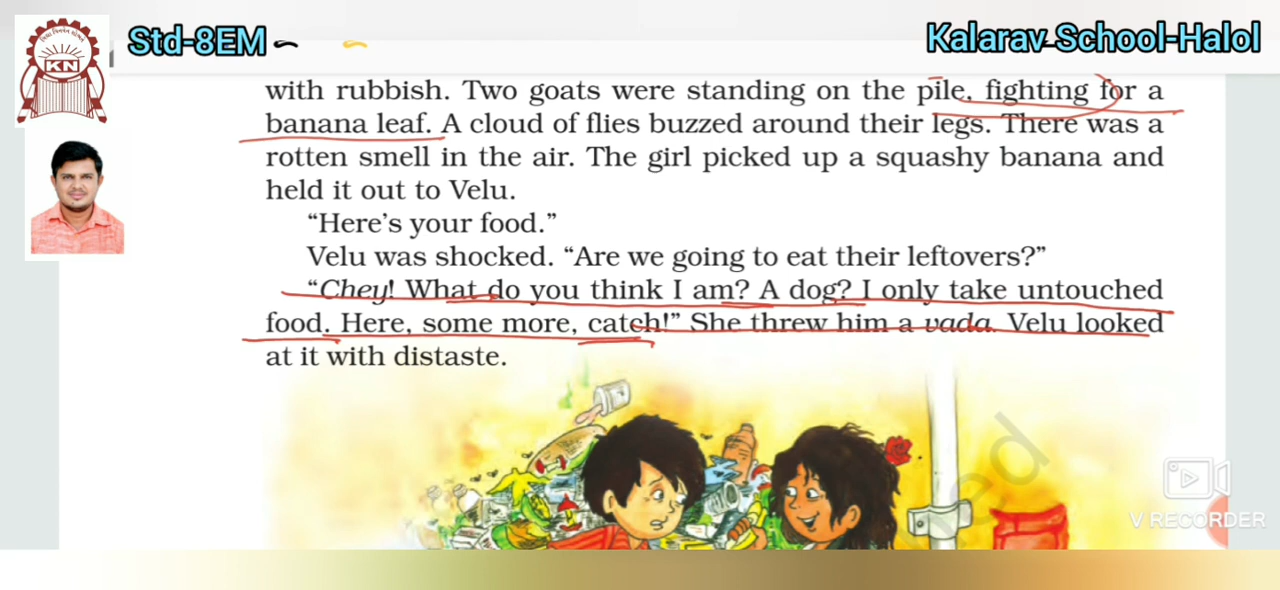 Std-8EM
Kalarav School-Halol
KN
with rubbish. Two goats were standing on the pile, fighting for a
banana leaf. A cloud of flies buzzed around their legs. There was a
rotten smell in the air. The girl picked up a squashy banana and
held it out to Velu.
“Here’s your food.”
Velu was shocked. “Are we going to eat their leftovers?”
“Chey! What do you think I am? A dog? I only take untouched
food. Here, some more, catch!” She threw him a vada. Velu looked
at it with distaste.
V RECORDER